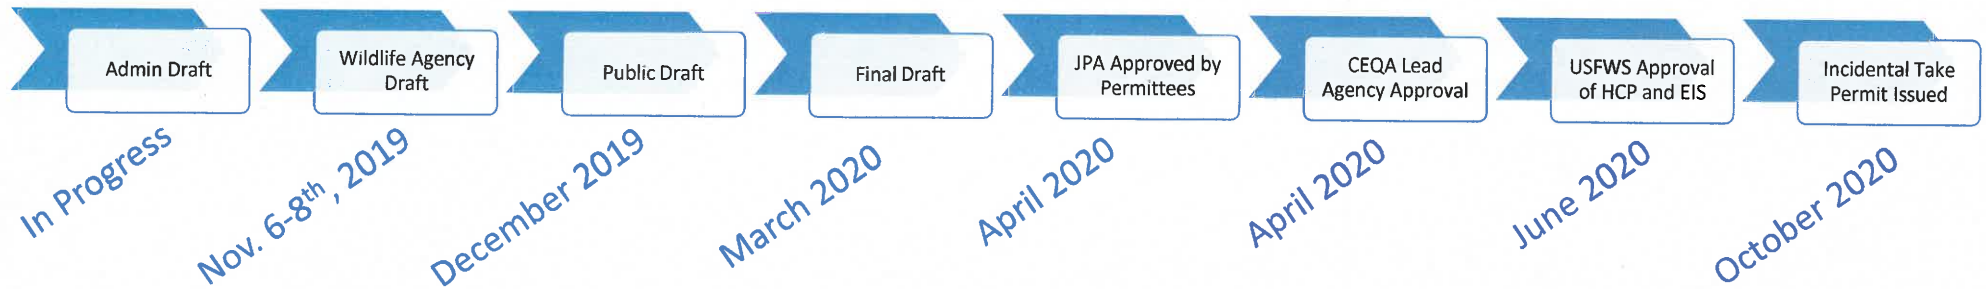 Admin Draft
Wildlife Agency
Draft
Public Draft
Final Draft
JPA Approved by
Permittees
CEQA Lead
Agency Approval
USFWS Approval
of HCP and EIS
Incidental Take
Permit Issued
In Progress
Nov. 6-8th, 2019
December 2019
March 2020
April 2020
April 2020
June 2020
October 2020